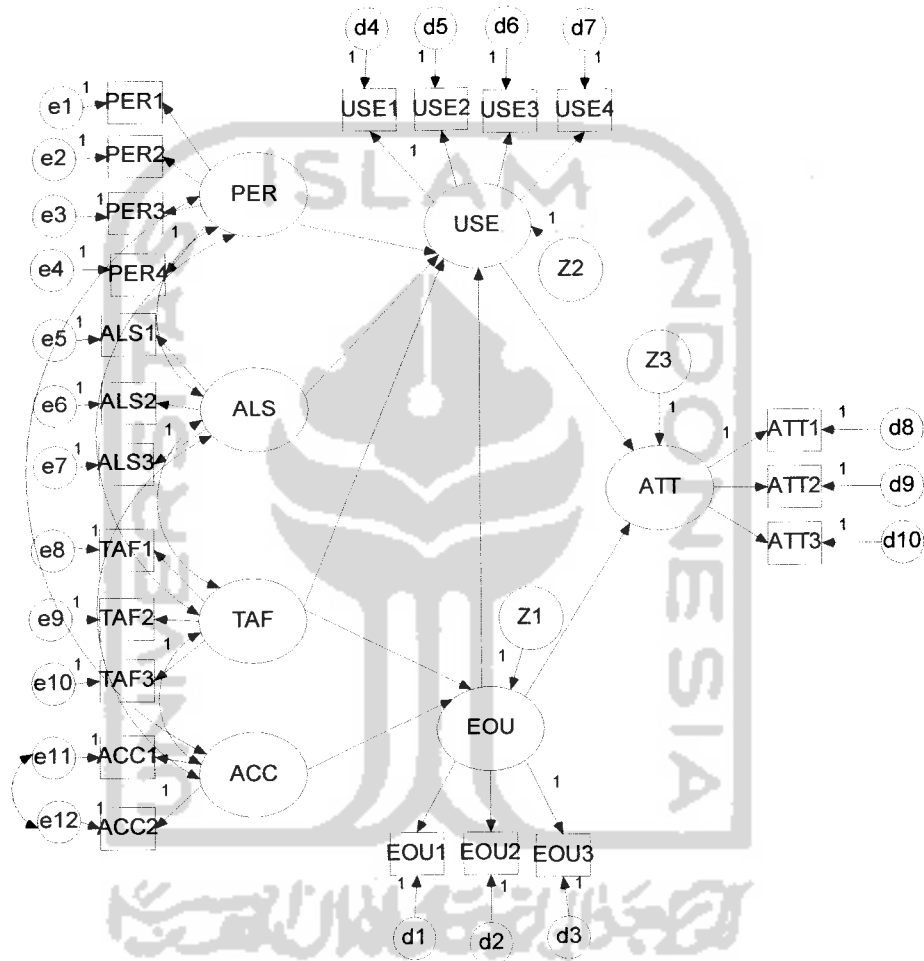 d4 d5 d6 d7
1 1 1 1
USE1 USE2 USE3 USE4
1
e1 1 PER1
e2 1 PER2
e3 1 PER3
e4 1 PER4
1
PER
USE
1
Z2
e5 1 ALS1
e6 1 ALS2
e7 1 ALS3
1
ALS
Z3
1
ATT
1
ATT1 1 d8
ATT2 1 d9
ATT3 1 d10
e8 1 TAF1
e9 1 TAF2
e10 1 TAF3
1
TAF
Z1
1
EOU
e11 1 ACC1
e12 1 ACC2
1
ACC
1
EOU1 EOU2 EOU3
1 1 1
d1 d2 d3
ISLAM
INDONESIA